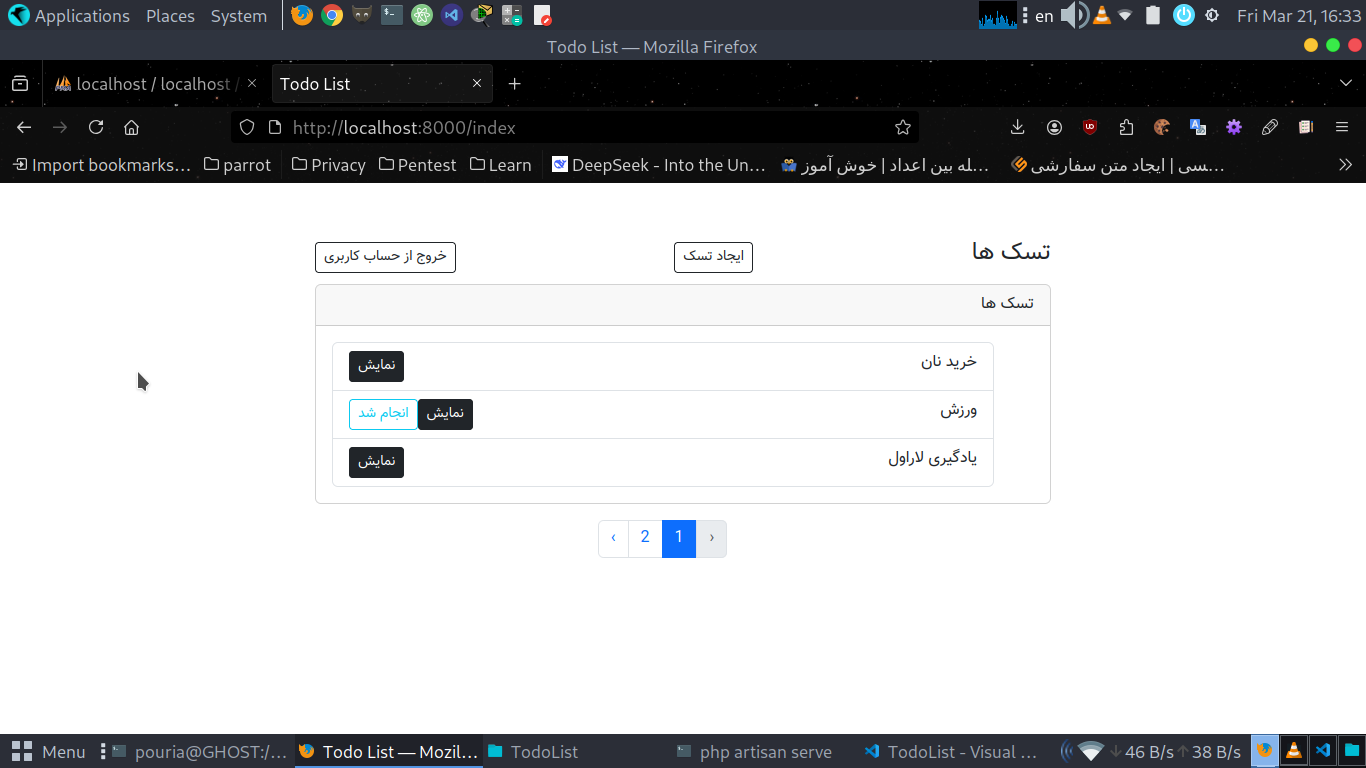 Applications Places System en Fri Mar 21, 16:33
Todo List — Mozilla Firefox
localhost / localhost / Todo List
http://localhost:8000/index
Import bookmarks... parrot Privacy Pentest Learn DeepSeek - Into the Un... ...له بین اعداد | خوش آموز ...سی | ایجاد متن سفارشی
تسک ها ایجاد تسک خروج از حساب کاربری
تسک ها
خرید نان نمایش
ورزش نمایش انجام شد
یادگیری لاراول نمایش
‹ 1 2 ›
Menu pouria@GHOST:/... Todo List — Mozil... TodoList php artisan serve TodoList - Visual ... 46 B/s 38 B/s